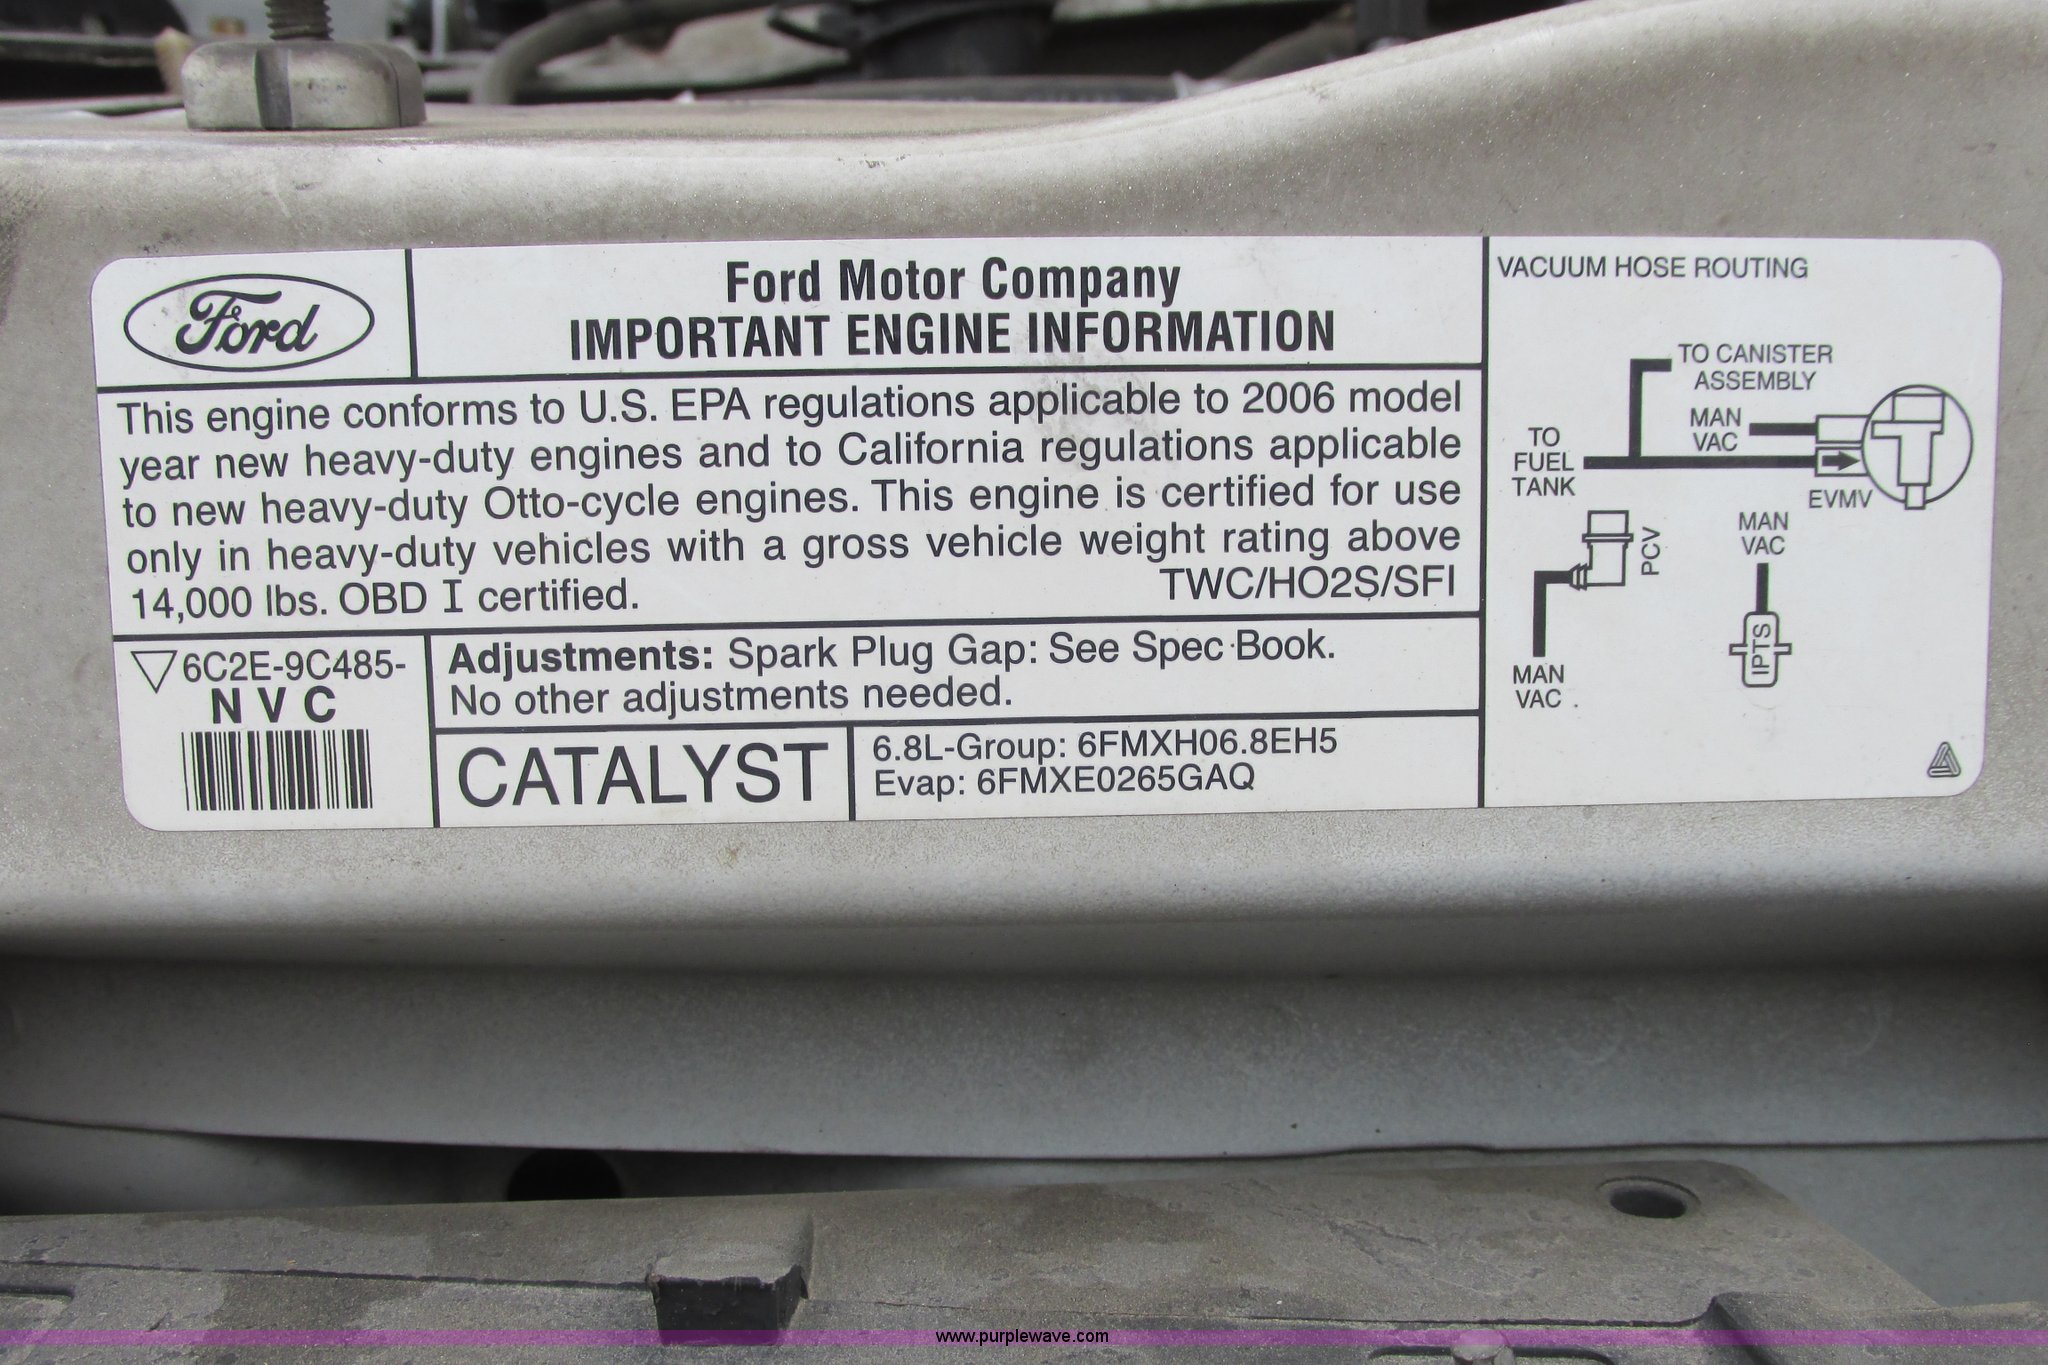 Ford
Ford Motor Company
IMPORTANT ENGINE INFORMATION
This engine conforms to U.S. EPA regulations applicable to 2006 model
year new heavy-duty engines and to California regulations applicable
to new heavy-duty Otto-cycle engines. This engine is certified for use
only in heavy-duty vehicles with a gross vehicle weight rating above
14,000 lbs. OBD I certified.
TWC/HO2S/SFI
6C2E-9C485-
NVC
Adjustments: Spark Plug Gap: See Spec Book.
No other adjustments needed.
CATALYST
6.8L-Group: 6FMXH06.8EH5
Evap: 6FMXE0265GAQ
VACUUM HOSE ROUTING
TO CANISTER
ASSEMBLY
MAN
VAC
TO
FUEL
TANK
EVMV
PCV
MAN
VAC
MAN
VAC
IPTS
www.purplewave.com